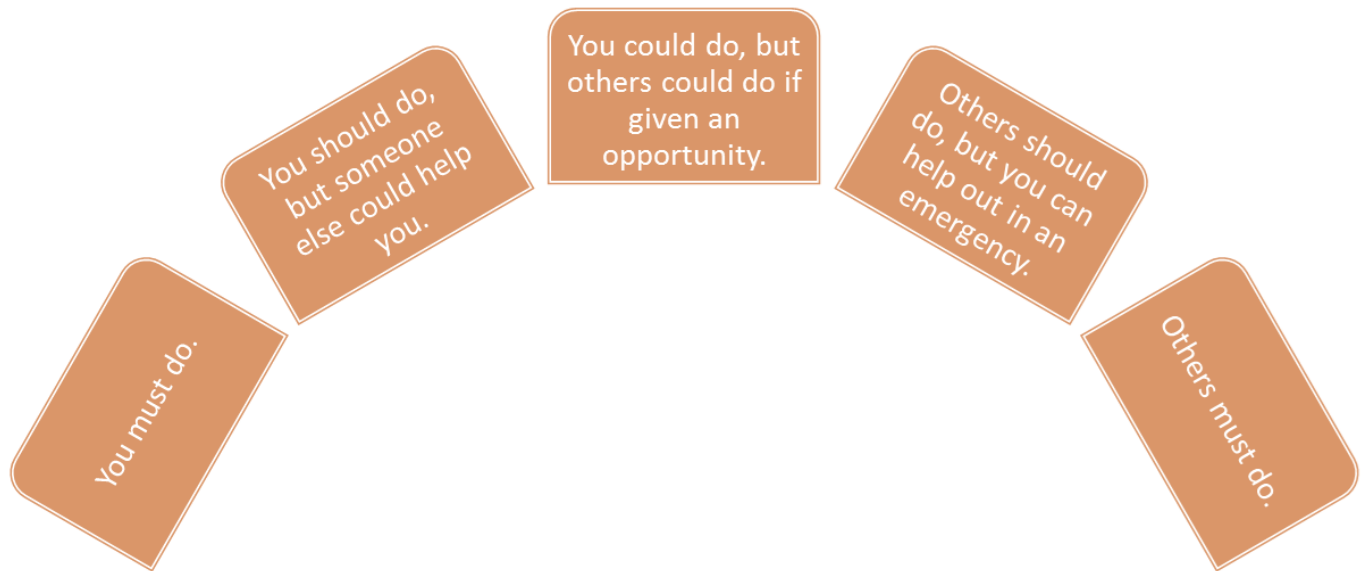 You must do.
You should do,
but someone
else could help
you.
You could do, but
others could do if
given an
opportunity.
Others should
do, but you can
help out in an
emergency.
Others must do.